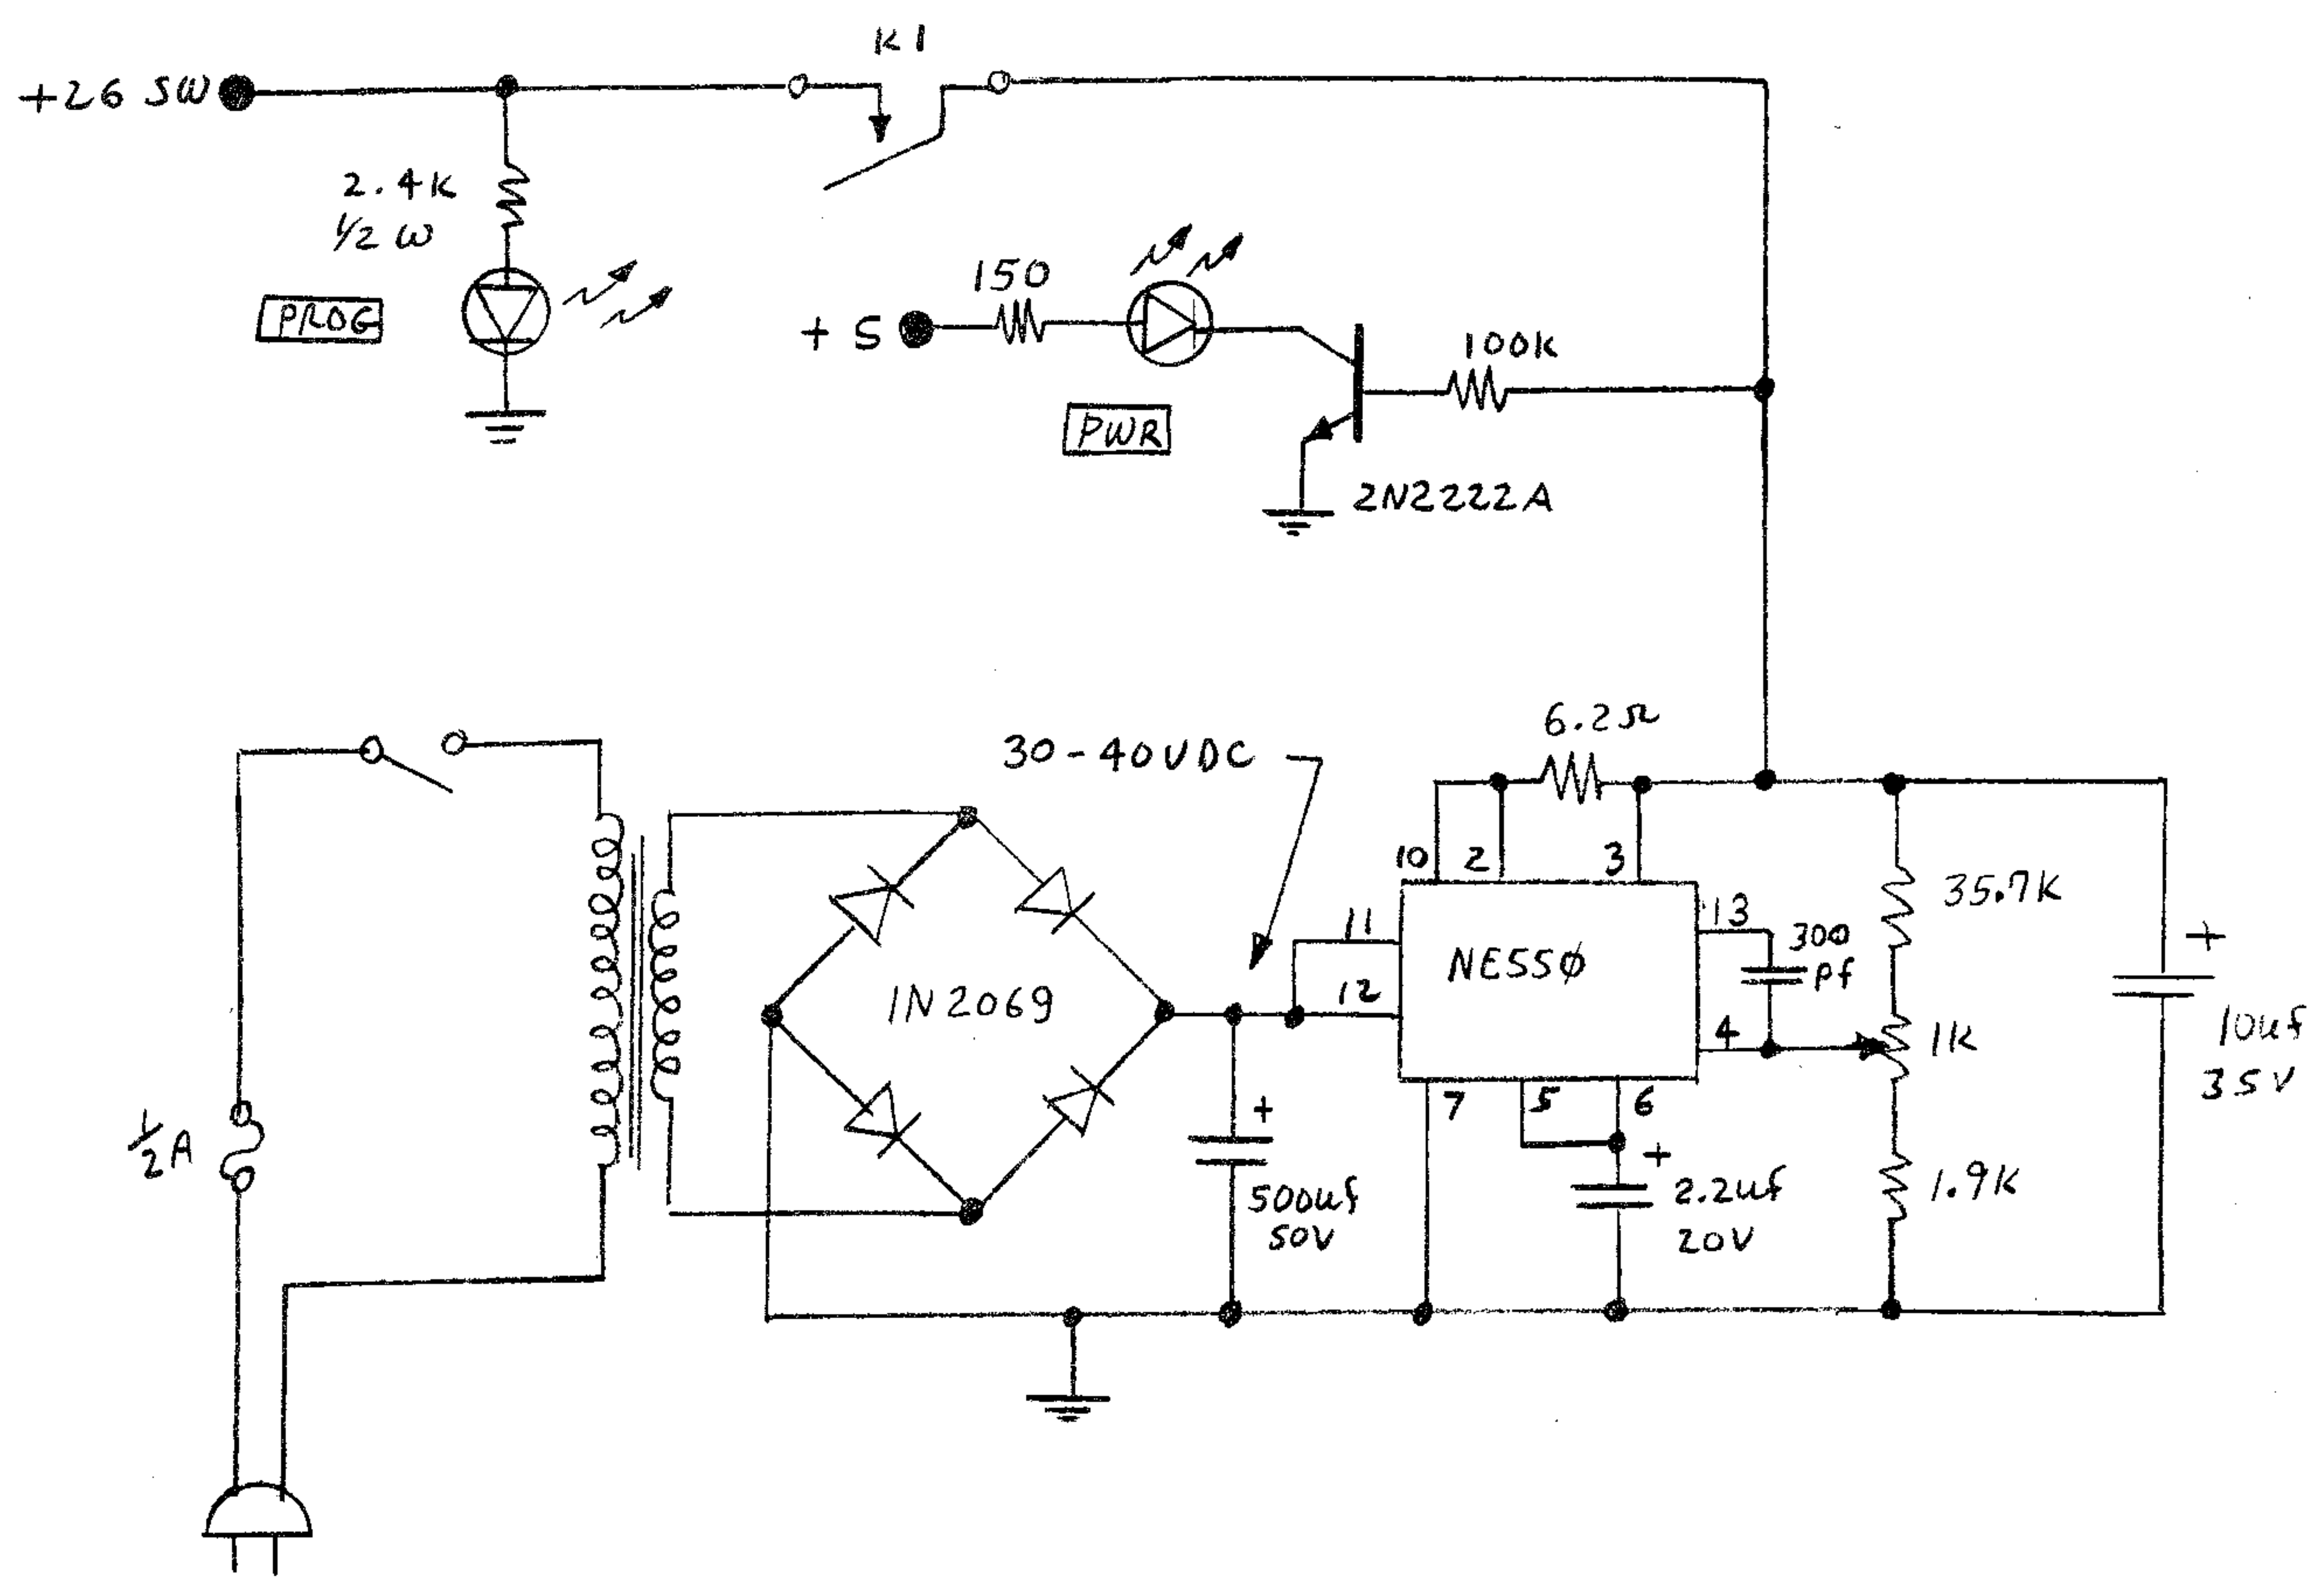 K1
+26 SW
2.4K
1/2 W
PROG
150
+5
PWR
100K
2N2222A
6.2Ω
30-40VDC
10 2 3
11
12
NE55Ø
13
300
pf
4
35.7K
1K
1.9K
+
10uf
35V
1N2069
1/2A
7 5 6
+
500uf
50V
+
2.2uf
20V